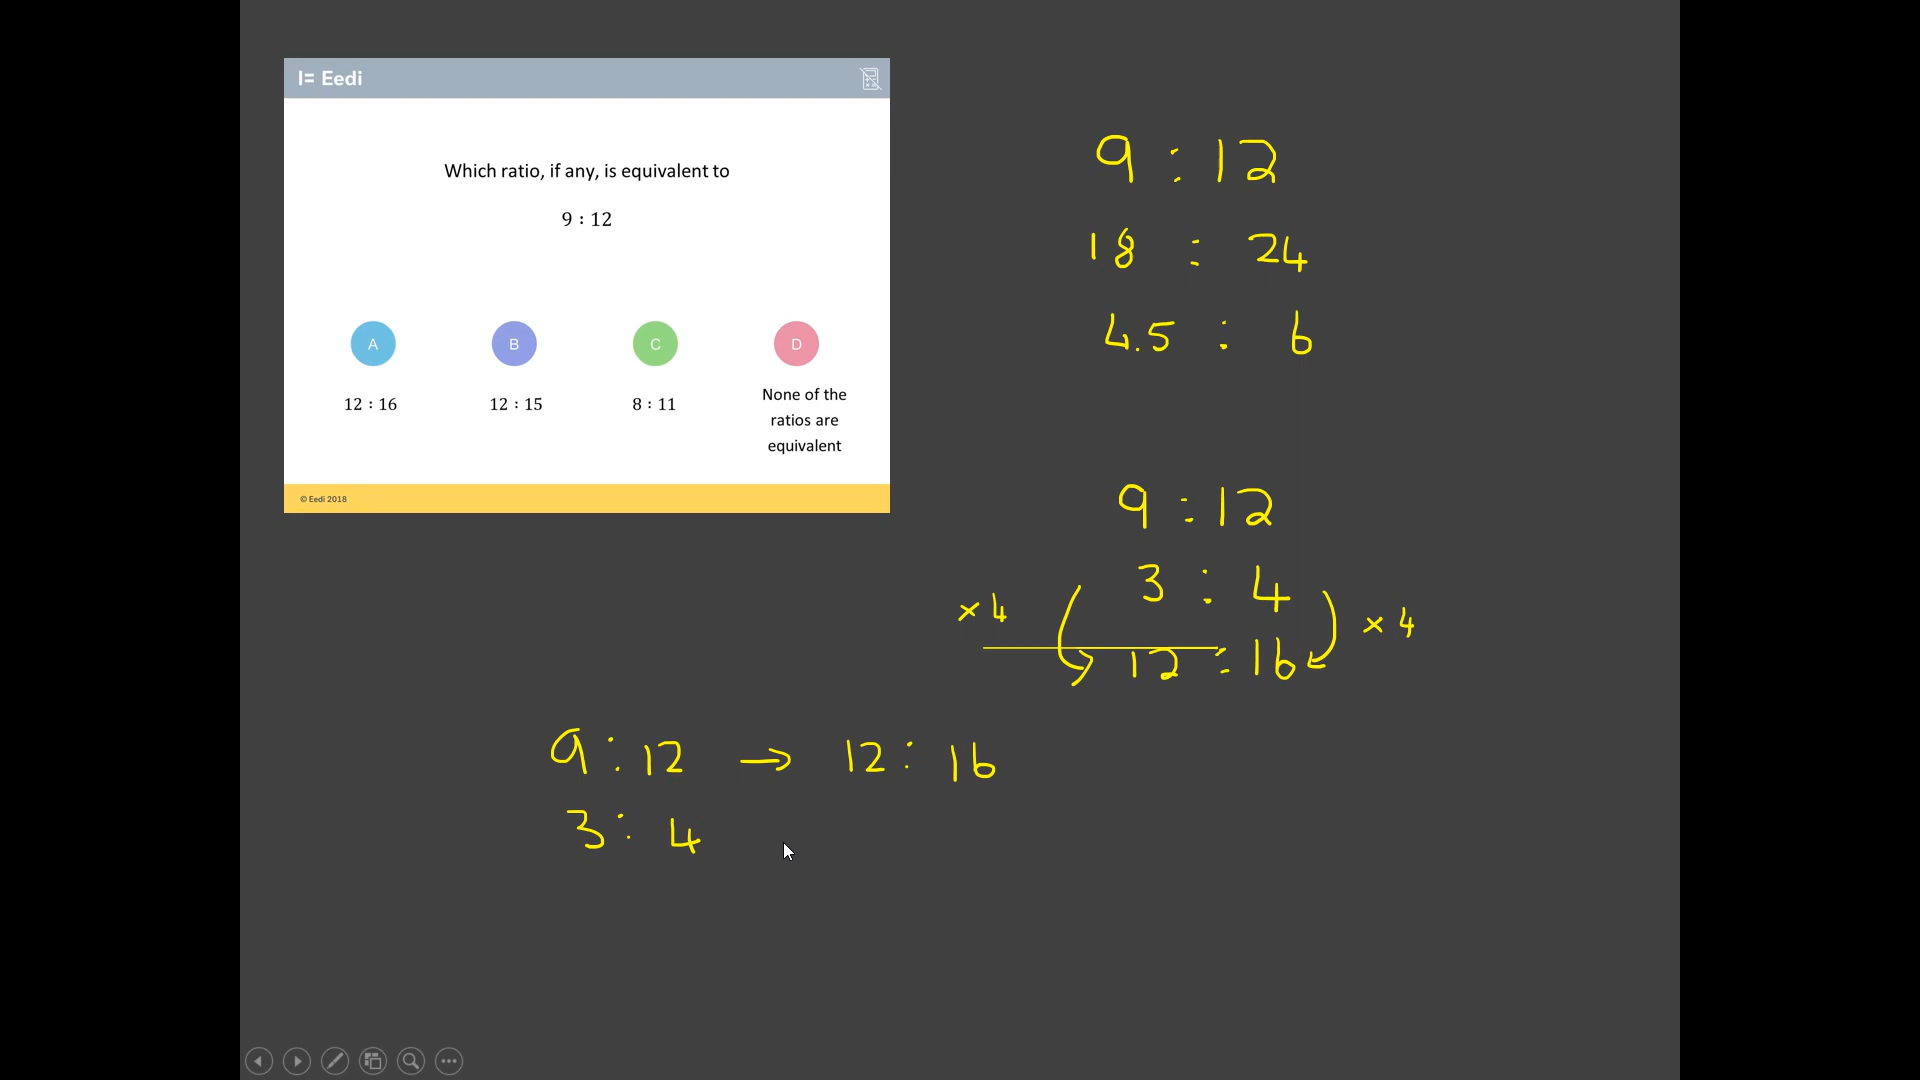 I= Eedi
Which ratio, if any, is equivalent to
9 : 12
A
B
C
D
12 : 16
12 : 15
8 : 11
None of the
ratios are
equivalent
© Eedi 2018
9 : 12
18 : 24
4.5 : 6
9 : 12
3 : 4
×4
×4
12 : 16
9 : 12 → 12 : 16
3 : 4